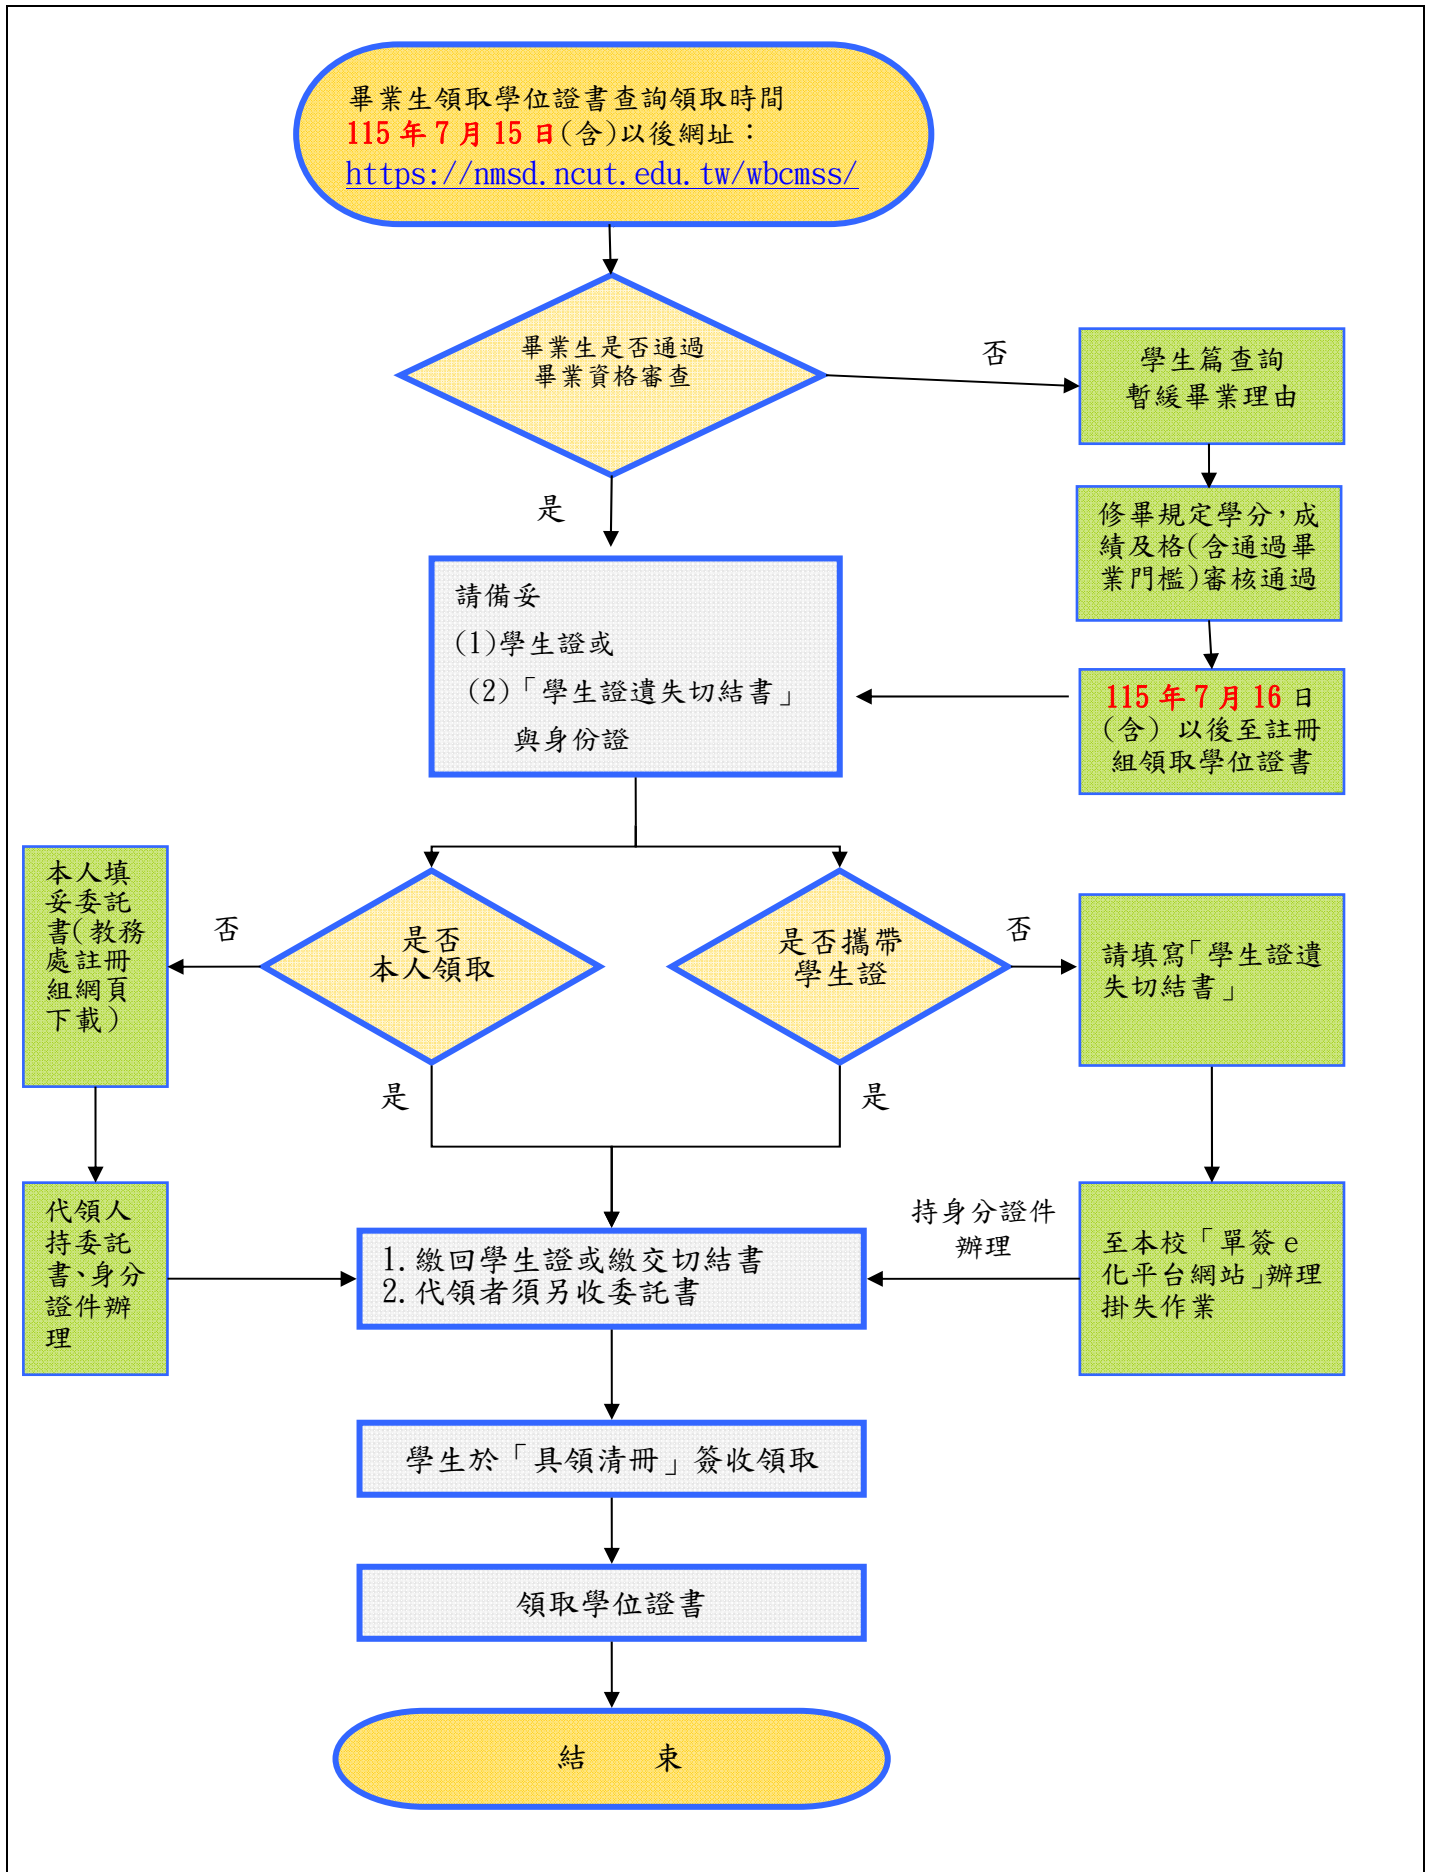 畢業生領取學位證書查詢領取時間
115 年 7 月 15 日(含)以後網址：
https://nmsd.ncut.edu.tw/wbcmss/
畢業生是否通過
畢業資格審查
否
學生篇查詢
暫緩畢業理由
是
修畢規定學分，成
績及格(含通過畢
業門檻)審核通過
請備妥
(1)學生證或
(2)「學生證遺失切結書」
與身份證
115 年 7 月 16 日
(含) 以後至註冊
組領取學位證書
本人填
妥委託
書(教務
處註冊
組網頁
下載)
否
是否
本人領取
是否攜帶
學生證
否
請填寫「學生證遺
失切結書」
是
是
代領人
持委託
書、身分
證件辦
理
1.繳回學生證或繳交切結書
2.代領者須另收委託書
持身分證件
辦理
至本校「單簽 e
化平台網站」辦理
掛失作業
學生於「具領清冊」簽收領取
領取學位證書
結　　束